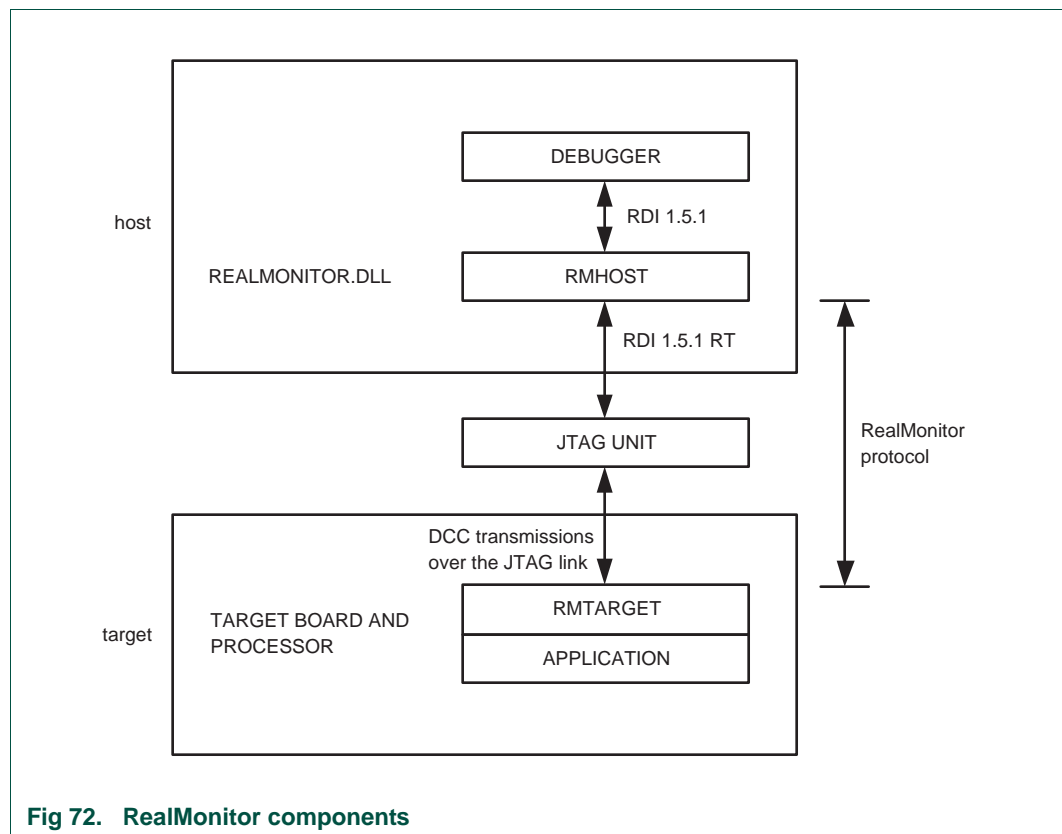 DEBUGGER
RDI 1.5.1
host
REALMONITOR.DLL
RMHOST
RDI 1.5.1 RT
JTAG UNIT
RealMonitor
protocol
DCC transmissions
over the JTAG link
target
TARGET BOARD AND
PROCESSOR
RMTARGET
APPLICATION
Fig 72. RealMonitor components